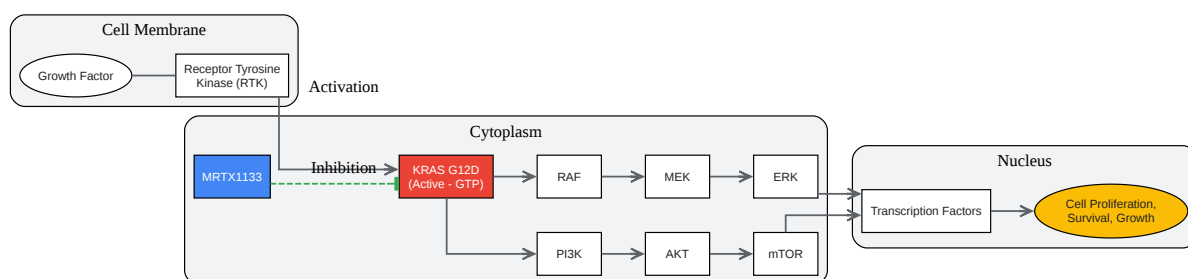 Cell Membrane
Growth Factor
Receptor Tyrosine
Kinase (RTK)
Activation
Cytoplasm
MRTX1133
Inhibition
KRAS G12D
(Active - GTP)
RAF
MEK
ERK
PI3K
AKT
mTOR
Nucleus
Transcription Factors
Cell Proliferation,
Survival, Growth